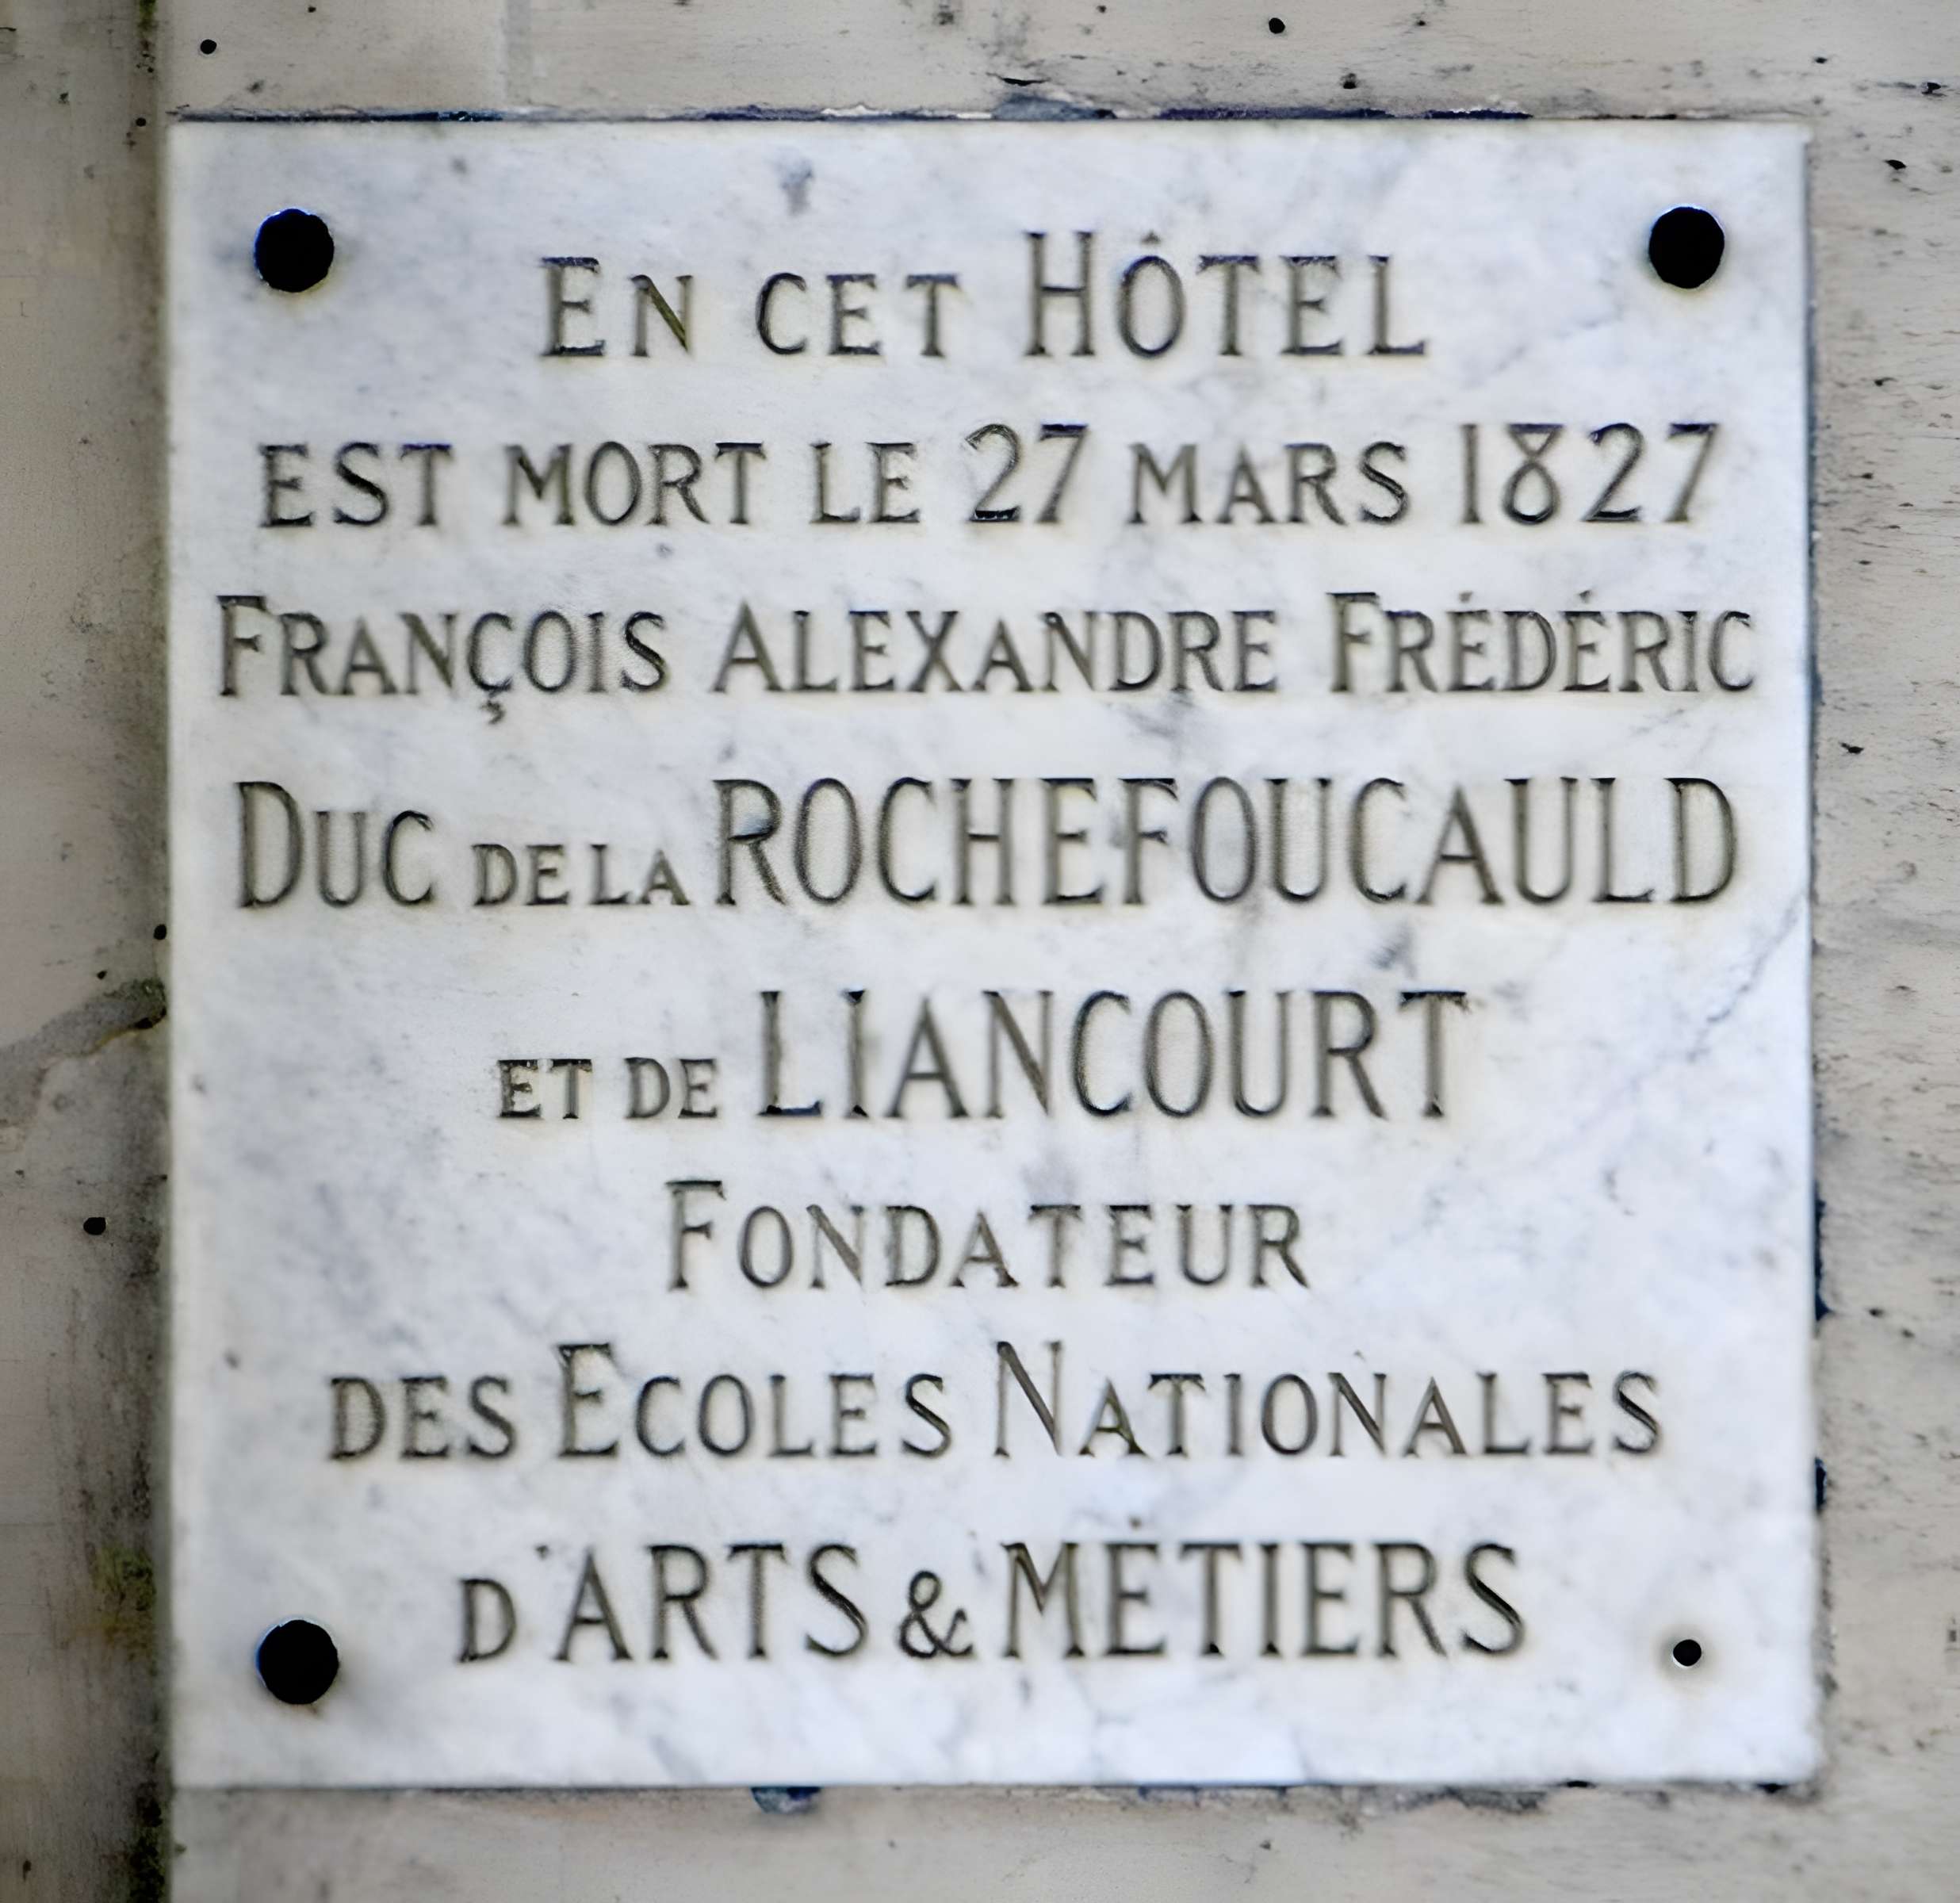 En cet Hôtel
est mort le 27 mars 1827
François Alexandre Frédéric
Duc de la ROCHEFOUCAULD
et de LIANCOURT
Fondateur
des Ecoles Nationales
d'ARTS & MÉTIERS